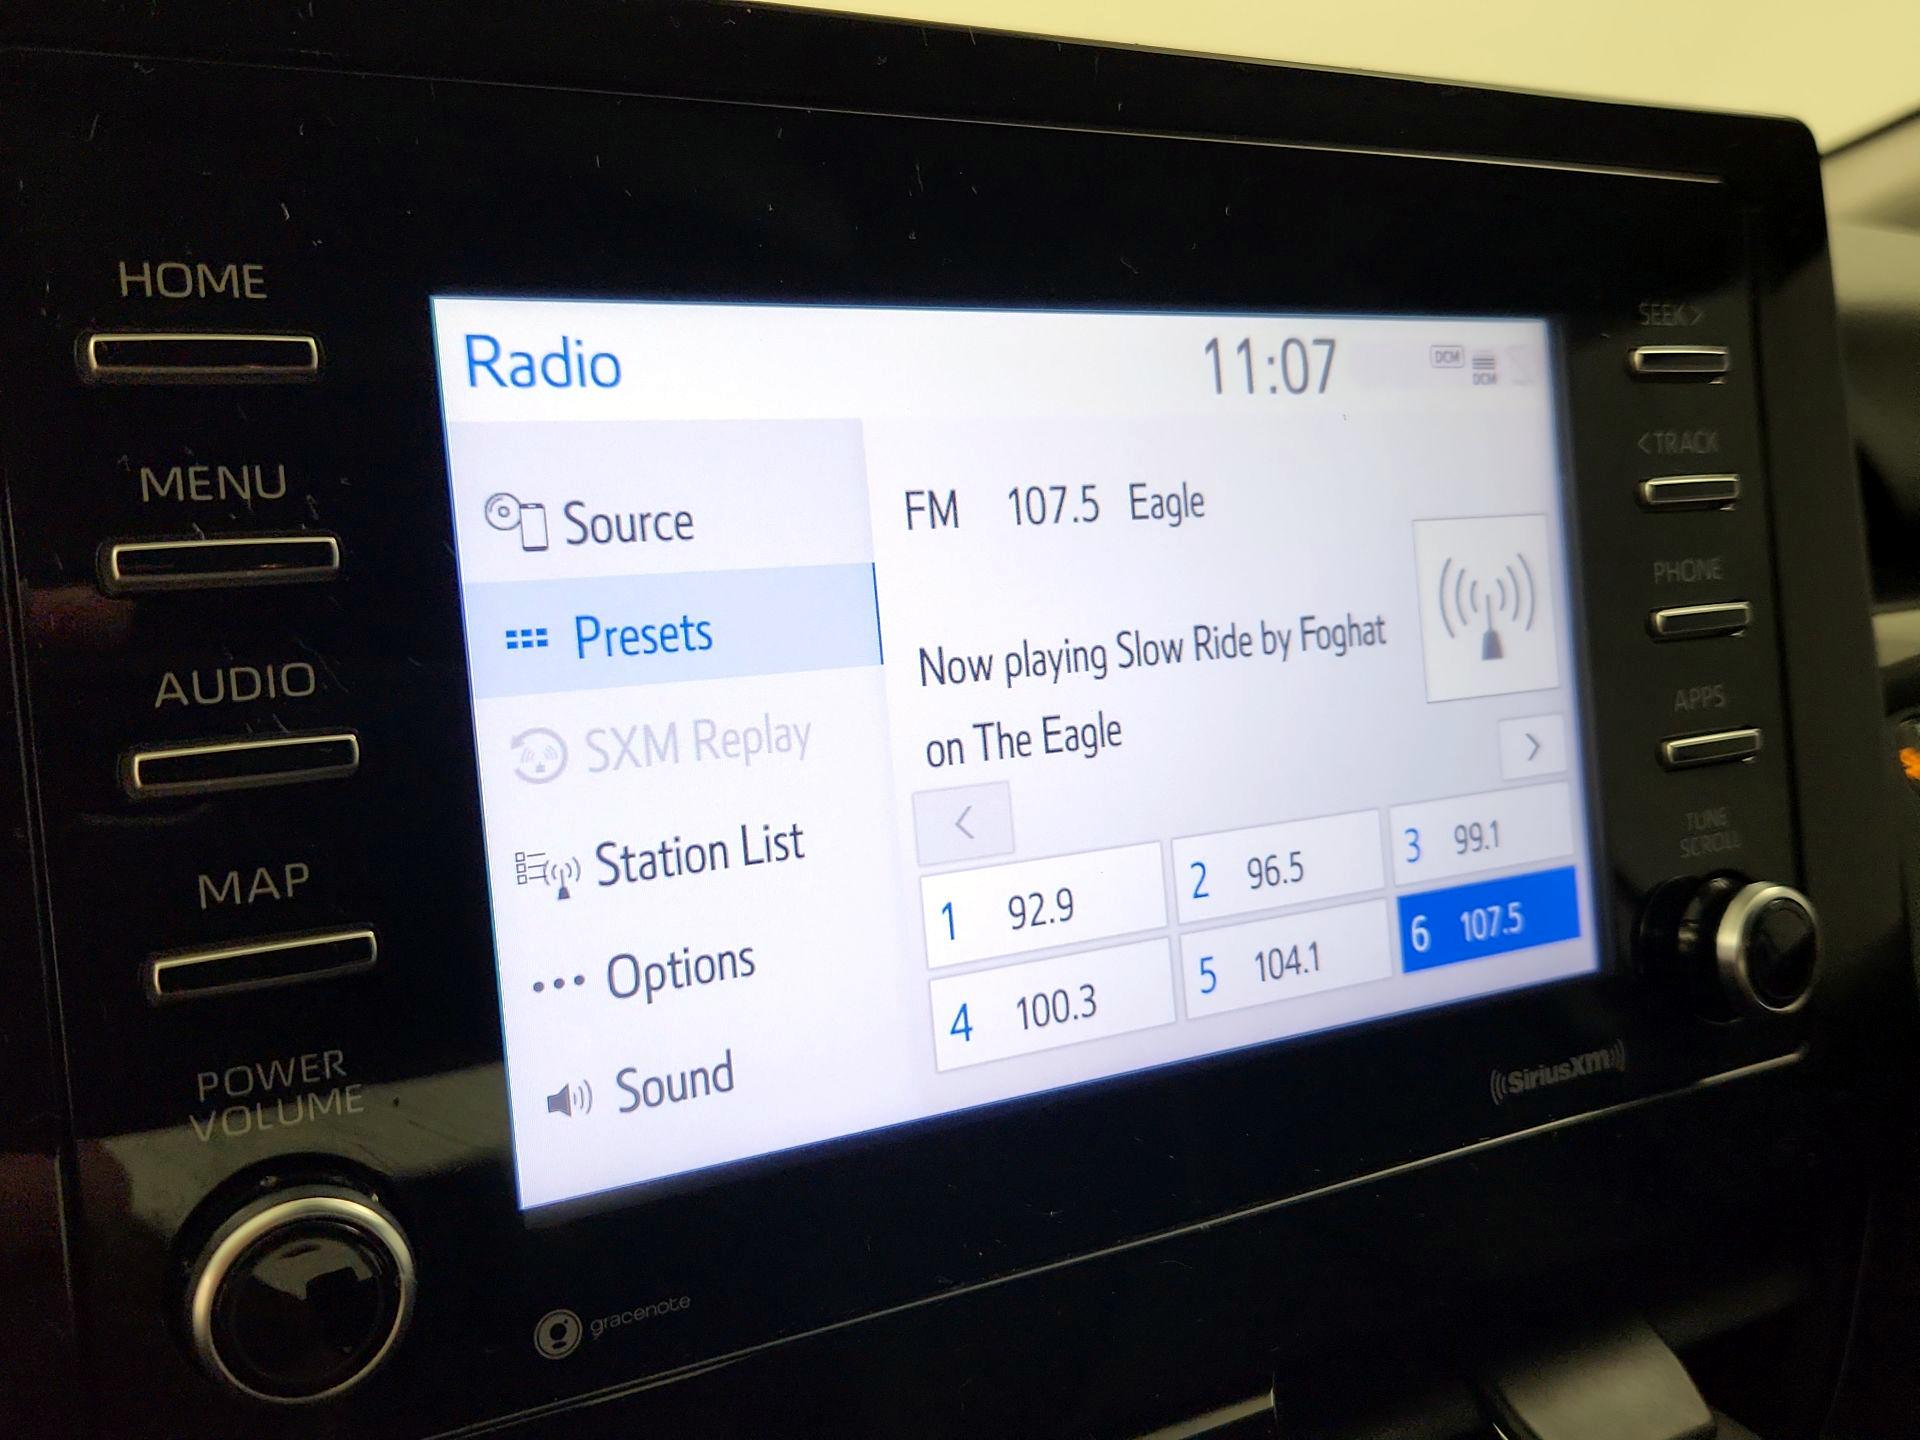 HOME
MENU
AUDIO
MAP
POWER
VOLUME
Radio
11:07
DCM
DCM
Source
Presets
SXM Replay
Station List
Options
Sound
FM 107.5 Eagle
Now playing Slow Ride by Foghat
on The Eagle
<
>
1 92.9
2 96.5
3 99.1
4 100.3
5 104.1
6 107.5
SEEK>
<TRACK
PHONE
APPS
TUNE
SCROLL
SiriusXM
gracenote